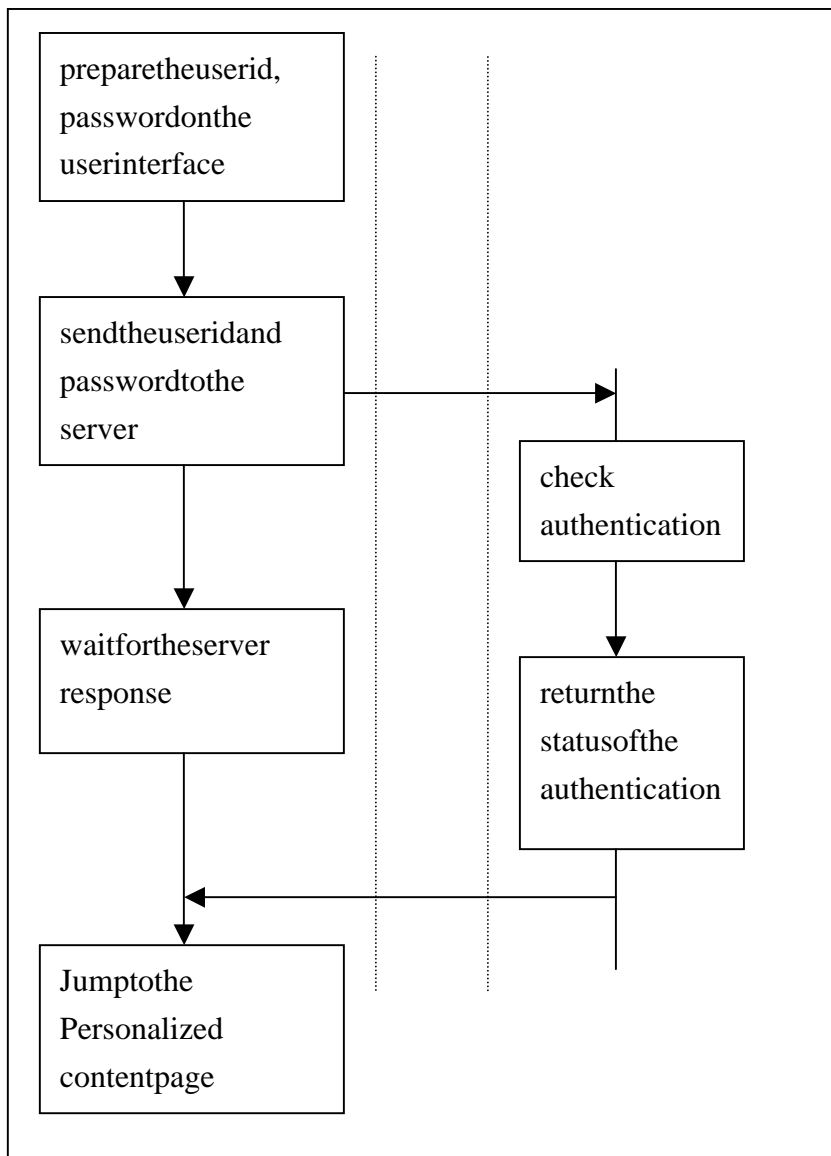 preparetheuserid,
passwordonthe
userinterface
sendtheuseridand
passwordtothe
server
check
authentication
waitfortheserver
response
returnthe
statusofthe
authentication
Jumptothe
Personalized
contentpage